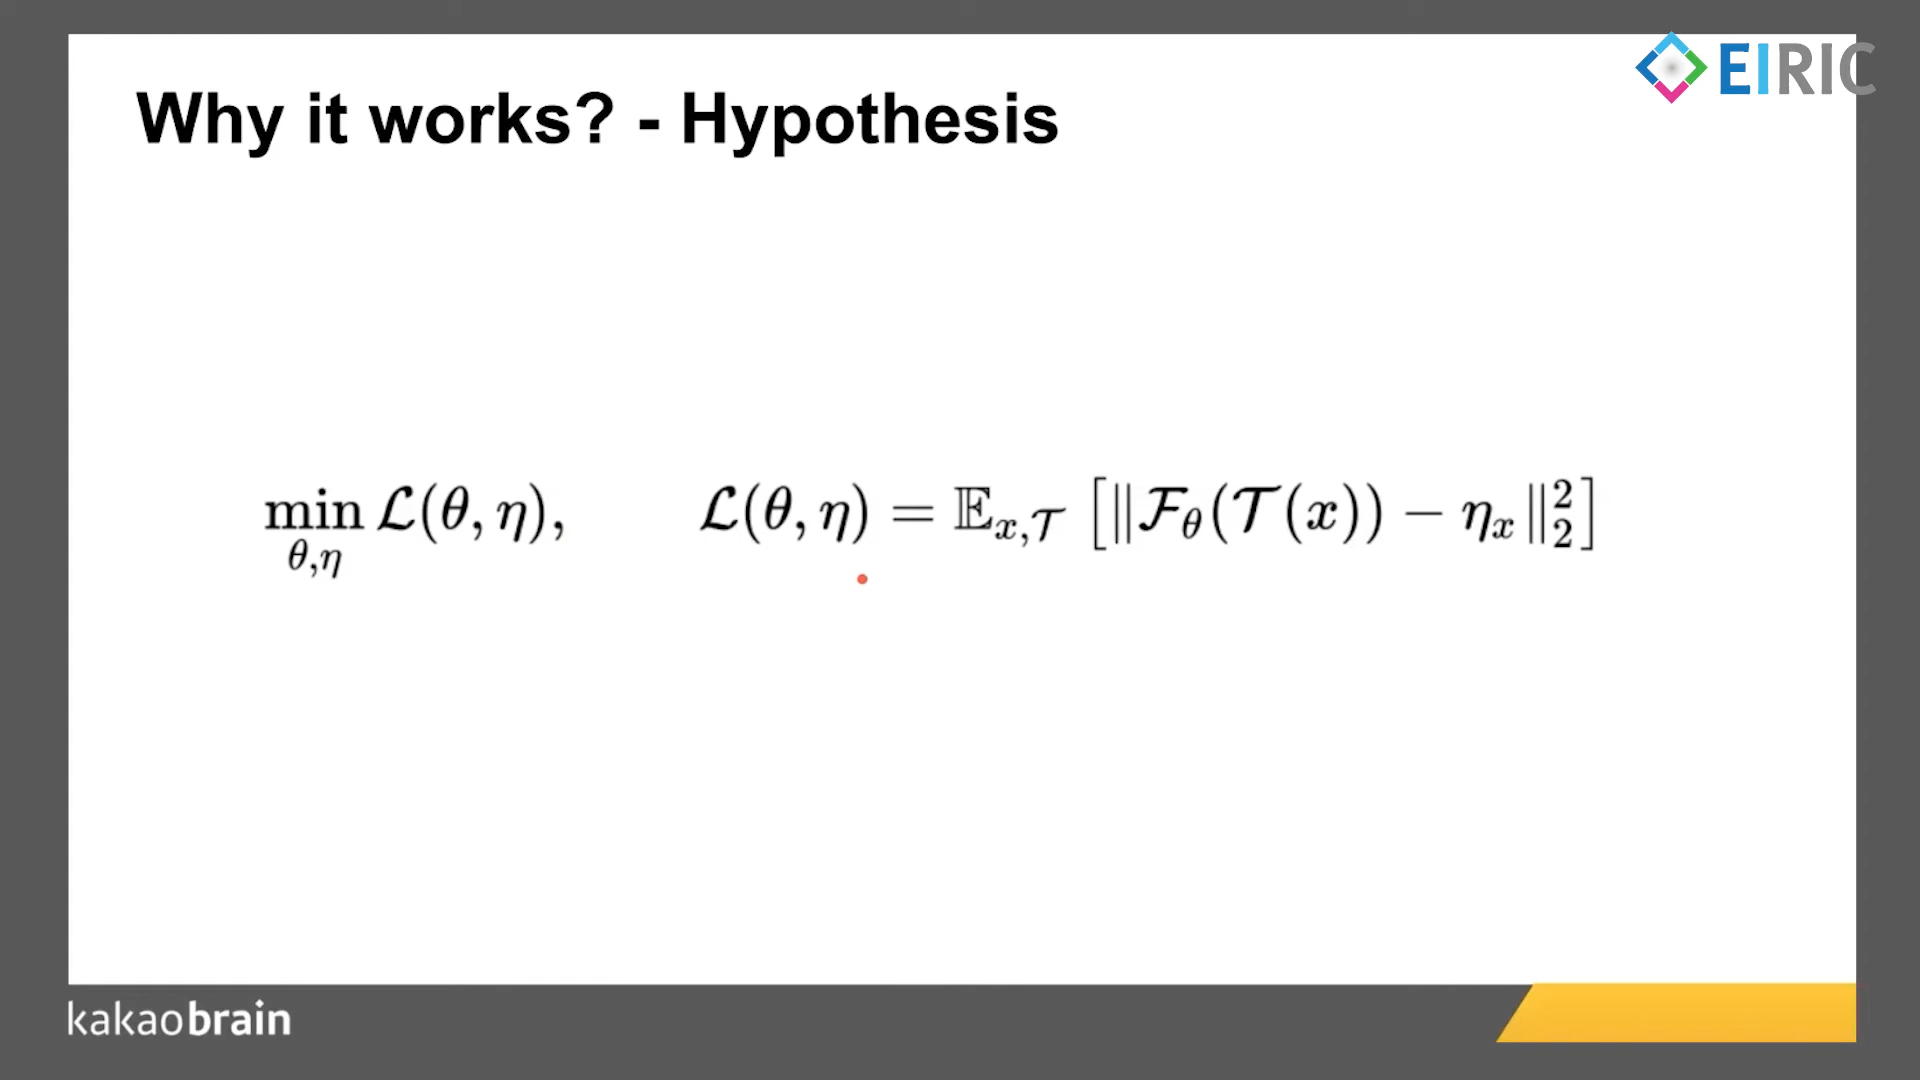 EIRIC
Why it works? - Hypothesis
min_{θ,η} ℒ(θ, η),    ℒ(θ, η) = 𝔼_{x,𝒯} [‖ℱ_θ(𝒯(x)) − η_x‖₂²]
kakaobrain